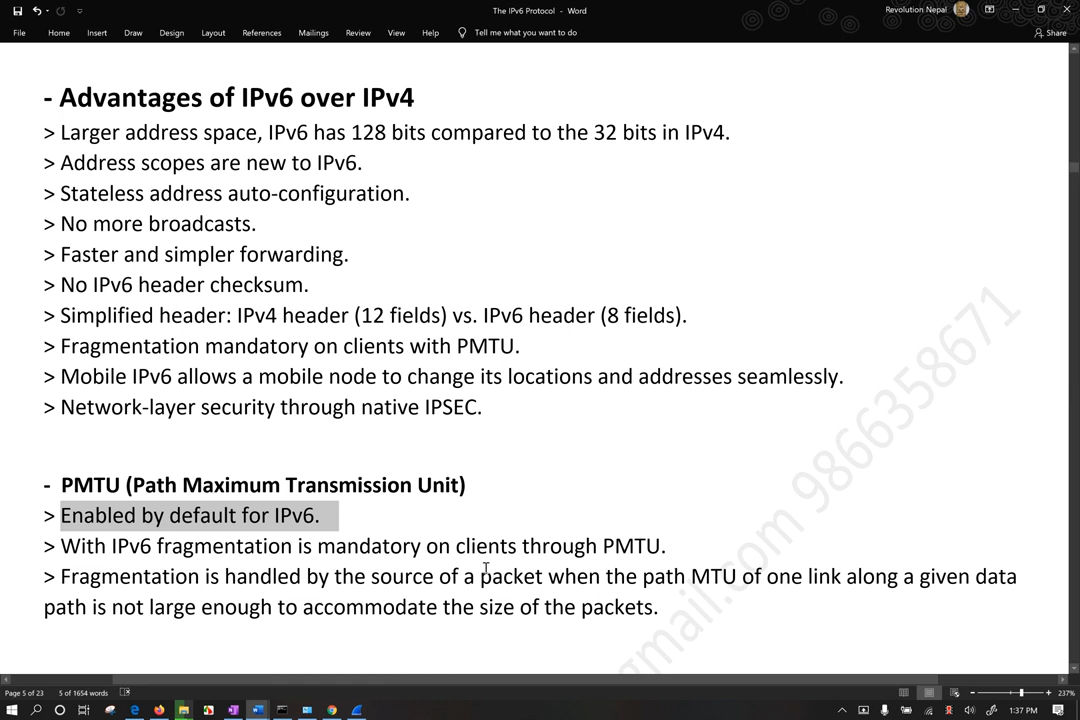 The IPv6 Protocol - Word
Revolution Nepal
File Home Insert Draw Design Layout References Mailings Review View Help Tell me what you want to do Share
- Advantages of IPv6 over IPv4
> Larger address space, IPv6 has 128 bits compared to the 32 bits in IPv4.
> Address scopes are new to IPv6.
> Stateless address auto-configuration.
> No more broadcasts.
> Faster and simpler forwarding.
> No IPv6 header checksum.
> Simplified header: IPv4 header (12 fields) vs. IPv6 header (8 fields).
> Fragmentation mandatory on clients with PMTU.
> Mobile IPv6 allows a mobile node to change its locations and addresses seamlessly.
> Network-layer security through native IPSEC.
- PMTU (Path Maximum Transmission Unit)
> Enabled by default for IPv6.
> With IPv6 fragmentation is mandatory on clients through PMTU.
> Fragmentation is handled by the source of a packet when the path MTU of one link along a given data
path is not large enough to accommodate the size of the packets.
gmail.com 9866358671
Page 5 of 23 5 of 1654 words 237%
1:37 PM